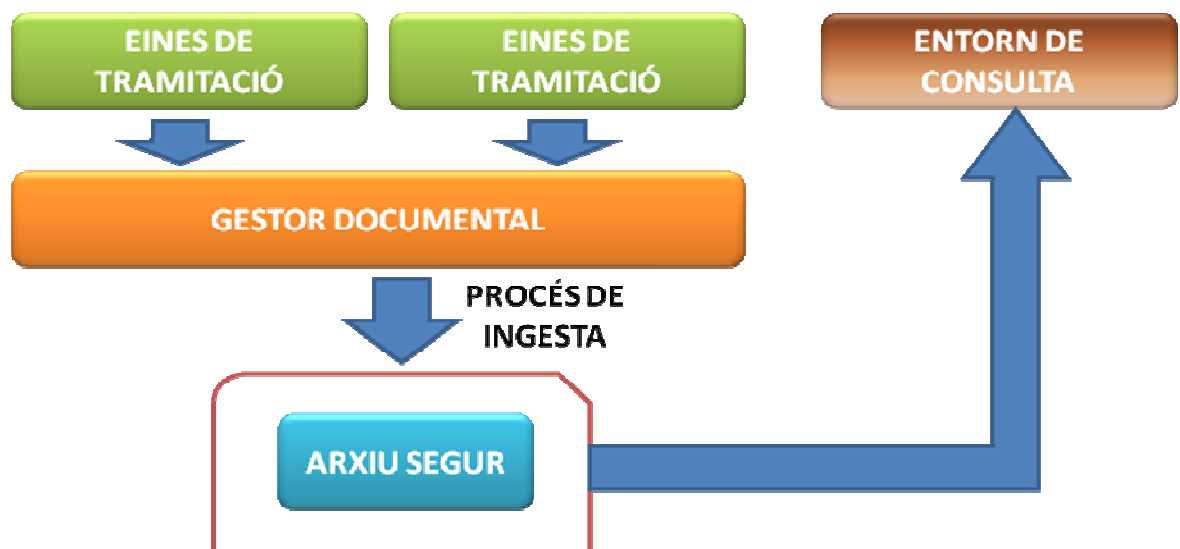 EINES DE
TRAMITACIÓ
EINES DE
TRAMITACIÓ
ENTORN DE
CONSULTA
GESTOR DOCUMENTAL
PROCÉS DE
INGESTA
ARXIU SEGUR